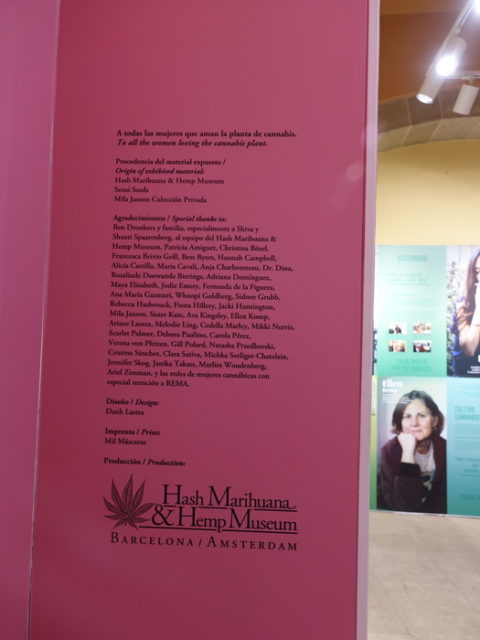 A todas las mujeres que aman la planta de cannabis.
To all the women loving the cannabis plant.
Procedencia del material expuesto /
Origin of exhibited material:
Hash Marihuana & Hemp Museum
Sensi Seeds
Mila Jansen Colección Privada
Agradecimientos / Special thanks to:
Ben Dronkers y familia, especialmente a Shiva y
Shanti Spaarenberg, al equipo del Hash Marihuana &
Hemp Museum, Patricia Amiguet, Christina Bösel,
Francesca Brivio Grill, Bess Byers, Hannah Campbell,
Alicia Castilla, Maria Cavali, Anja Charbonneau, Dr. Dina,
Rosalinde Doewanda Bierings, Adriana Domínguez,
Maya Elisabeth, Jodie Emery, Fernanda de la Figuera,
Ana María Gazmuri, Whoopi Goldberg, Sidnee Grubb,
Rebecca Hasbrouck, Fiona Hillery, Jacki Huntington,
Mila Jansen, Sister Kate, Ava Kingsley, Ellen Komp,
Ariane Laezza, Melodie Ling, Cedella Marley, Mikki Norris,
Scarlet Palmer, Debora Paulino, Carola Pérez,
Verena von Pfetten, Gill Polard, Natasha Przedborski,
Cristina Sánchez, Clara Sativa, Michka Seeliger-Chatelain,
Jennifer Skog, Janika Takats, Marlies Woudenberg,
Ariel Zimman, y las redes de mujeres cannábicas con
especial mención a REMA.
Diseño / Design:
Danh Lastra
Imprenta / Print:
Mil Máscaras
Producción / Production:
Hash Marihuana
& Hemp Museum
BARCELONA / AMSTERDAM
SISTERHOOD
Ellen